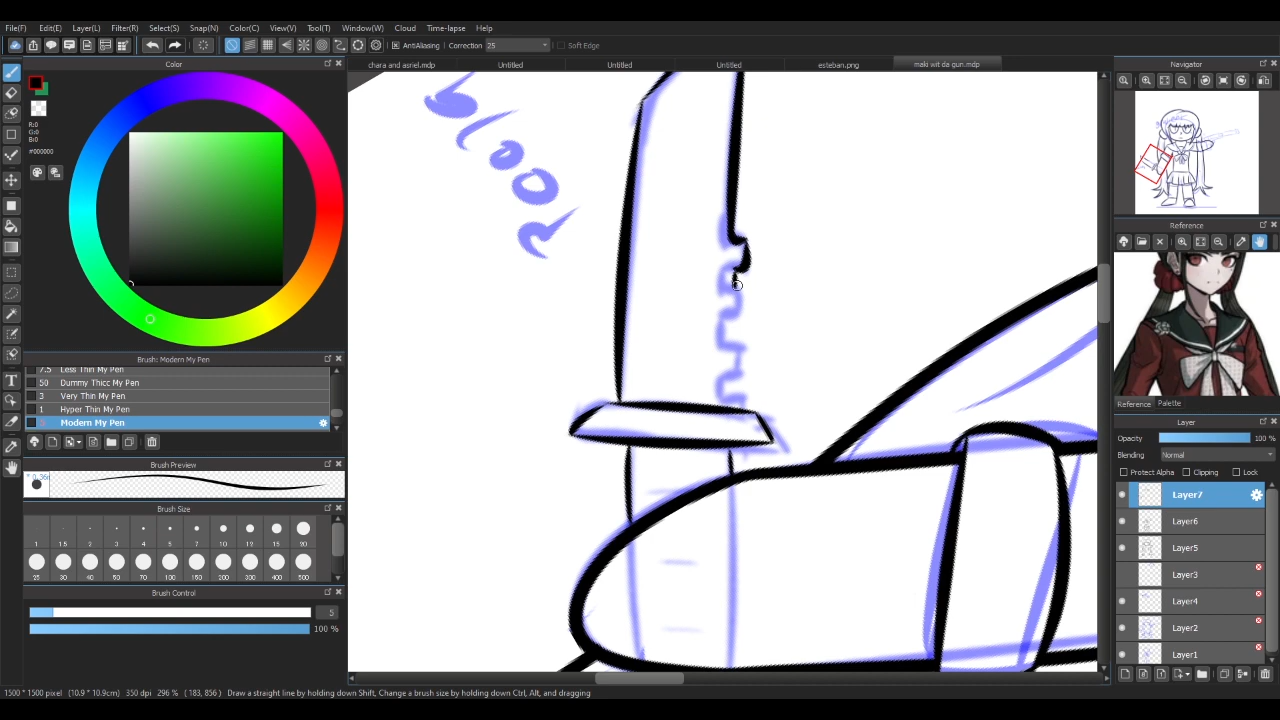 File(F) Edit(E) Layer(L) Filter(R) Select(S) Snap(N) Color(C) View(V) Tool(T) Window(W) Cloud Time-lapse Help
AntiAliasing Correction 25 Soft Edge
Color
chara and asriel.mdp Untitled Untitled Untitled esteban.png maki wit da gun.mdp
Navigator
R:0
G:0
B:0
#000000
Reference
Brush: Modern My Pen
7.5 Less Thin My Pen
50 Dummy Thicc My Pen
3 Very Thin My Pen
1 Hyper Thin My Pen
Modern My Pen
Brush Preview
Brush Size
1 1.5 2 3 4 5 7 10 12 15 20
25 30 40 50 70 100 150 200 300 400 500
Brush Control
5
100 %
Reference Palette
Layer
Opacity 100 %
Blending Normal
Protect Alpha Clipping Lock
Layer7
Layer6
Layer5
Layer3
Layer4
Layer2
Layer1
1500 * 1500 pixel (10.9 * 10.9cm) 350 dpi 296 % ( 183, 856 ) Draw a straight line by holding down Shift, Change a brush size by holding down Ctrl, Alt, and dragging